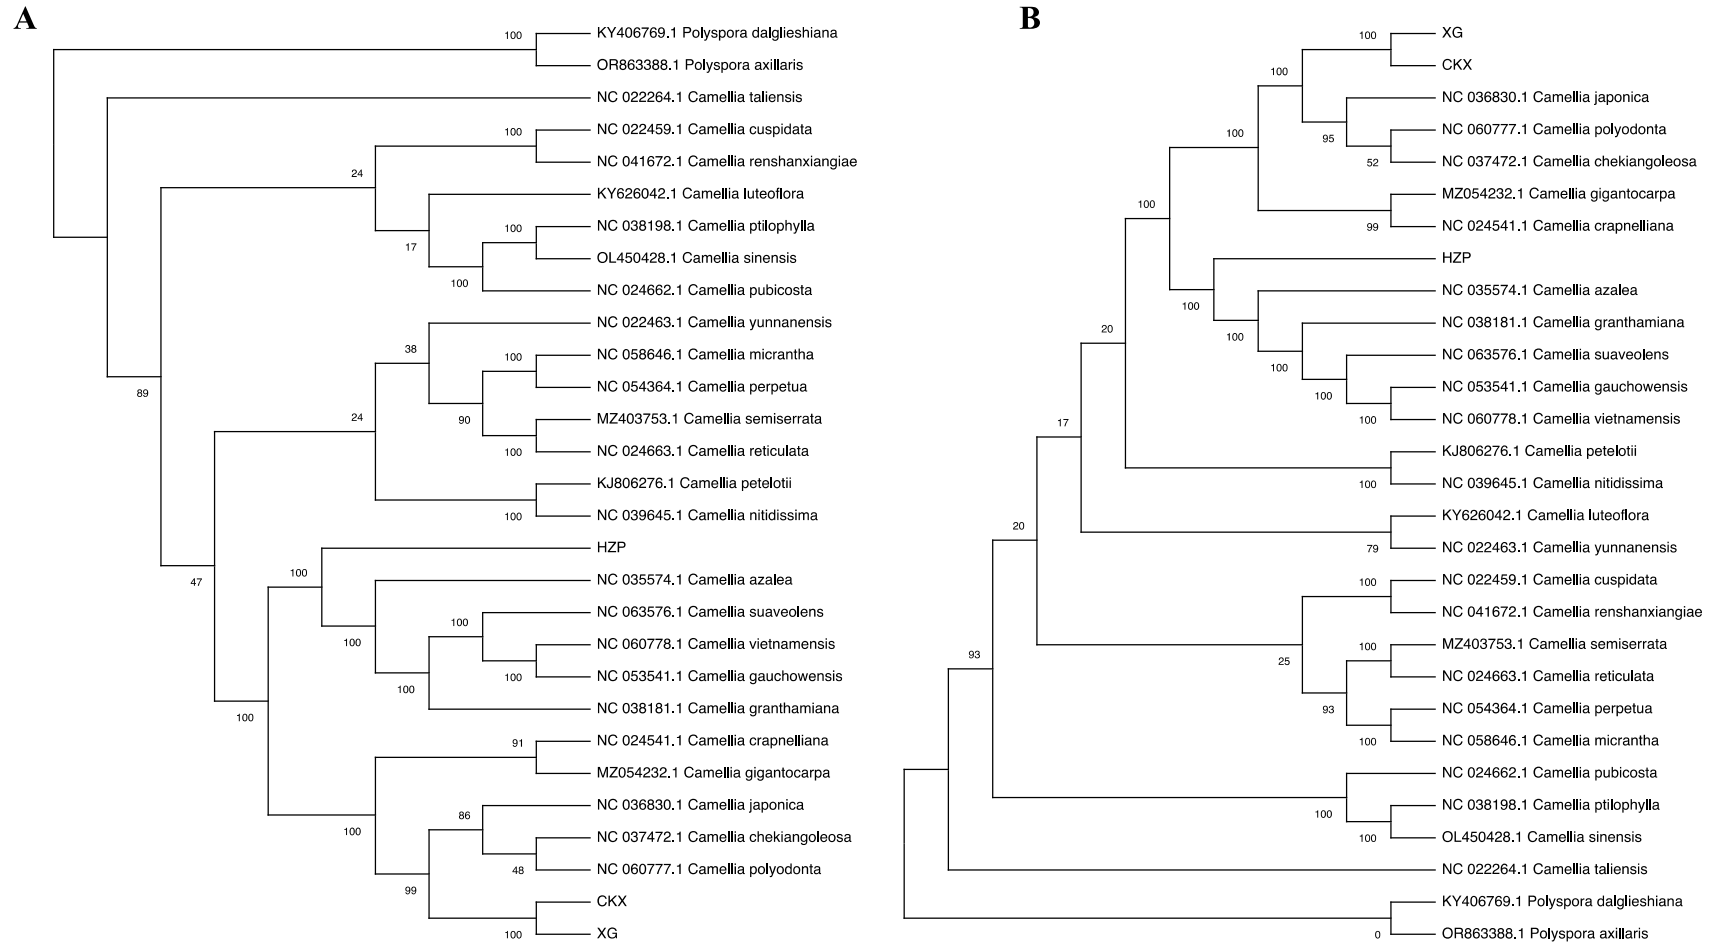 A
100
KY406769.1 Polyspora dalglieshiana
OR863388.1 Polyspora axillaris
NC 022264.1 Camellia taliensis
100
NC 022459.1 Camellia cuspidata
NC 041672.1 Camellia renshanxiangiae
24
KY626042.1 Camellia luteoflora
17
100
NC 038198.1 Camellia ptilophylla
OL450428.1 Camellia sinensis
100
NC 024662.1 Camellia pubicosta
89
NC 022463.1 Camellia yunnanensis
38
100
NC 058646.1 Camellia micrantha
NC 054364.1 Camellia perpetua
24
90
MZ403753.1 Camellia semiserrata
100
NC 024663.1 Camellia reticulata
KJ806276.1 Camellia petelotii
100
NC 039645.1 Camellia nitidissima
47
HZP
100
NC 035574.1 Camellia azalea
100
100
NC 063576.1 Camellia suaveolens
NC 060778.1 Camellia vietnamensis
100
NC 053541.1 Camellia gauchowensis
100
NC 038181.1 Camellia granthamiana
100
91
NC 024541.1 Camellia crapnelliana
MZ054232.1 Camellia gigantocarpa
100
86
NC 036830.1 Camellia japonica
NC 037472.1 Camellia chekiangoleosa
48
NC 060777.1 Camellia polyodonta
99
CKX
100
XG
B
100
XG
CKX
100
NC 036830.1 Camellia japonica
95
NC 060777.1 Camellia polyodonta
52
NC 037472.1 Camellia chekiangoleosa
100
MZ054232.1 Camellia gigantocarpa
99
NC 024541.1 Camellia crapnelliana
100
HZP
100
NC 035574.1 Camellia azalea
100
NC 038181.1 Camellia granthamiana
100
NC 063576.1 Camellia suaveolens
100
NC 053541.1 Camellia gauchowensis
100
NC 060778.1 Camellia vietnamensis
20
KJ806276.1 Camellia petelotii
100
NC 039645.1 Camellia nitidissima
17
KY626042.1 Camellia luteoflora
79
NC 022463.1 Camellia yunnanensis
20
100
NC 022459.1 Camellia cuspidata
NC 041672.1 Camellia renshanxiangiae
25
100
MZ403753.1 Camellia semiserrata
NC 024663.1 Camellia reticulata
93
NC 054364.1 Camellia perpetua
100
NC 058646.1 Camellia micrantha
93
NC 024662.1 Camellia pubicosta
100
NC 038198.1 Camellia ptilophylla
100
OL450428.1 Camellia sinensis
NC 022264.1 Camellia taliensis
KY406769.1 Polyspora dalglieshiana
0
OR863388.1 Polyspora axillaris